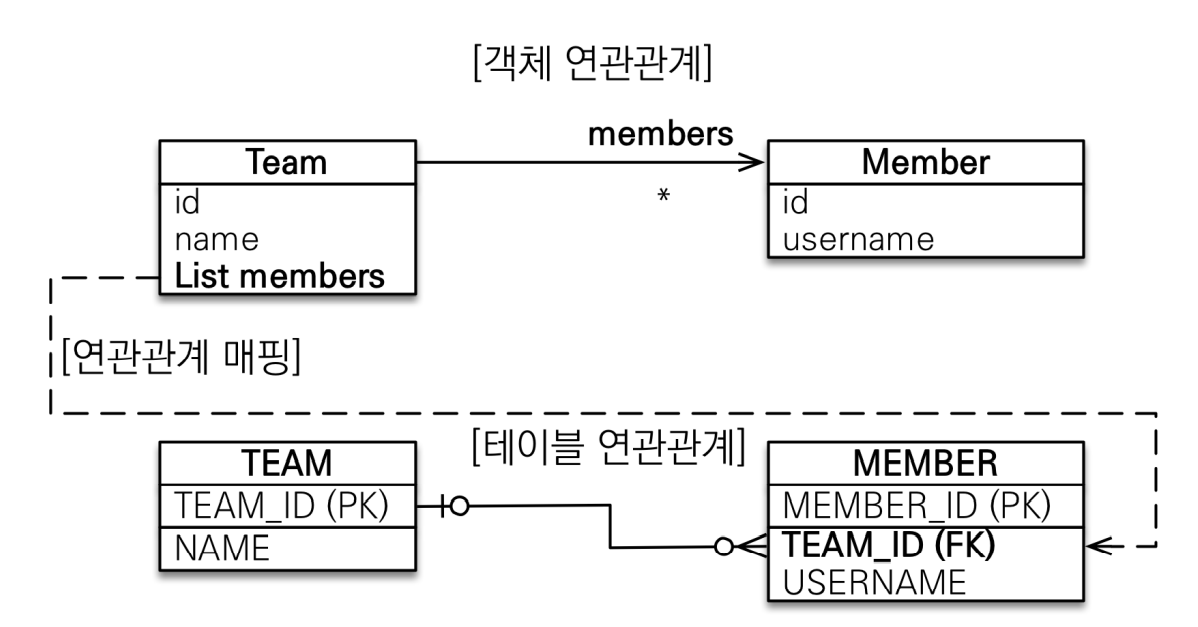 [객체 연관관계]
members
Team
Member
*
id
name
List members
id
username
[연관관계 매핑]
[테이블 연관관계]
TEAM
TEAM_ID (PK)
NAME
MEMBER
MEMBER_ID (PK)
TEAM_ID (FK)
USERNAME